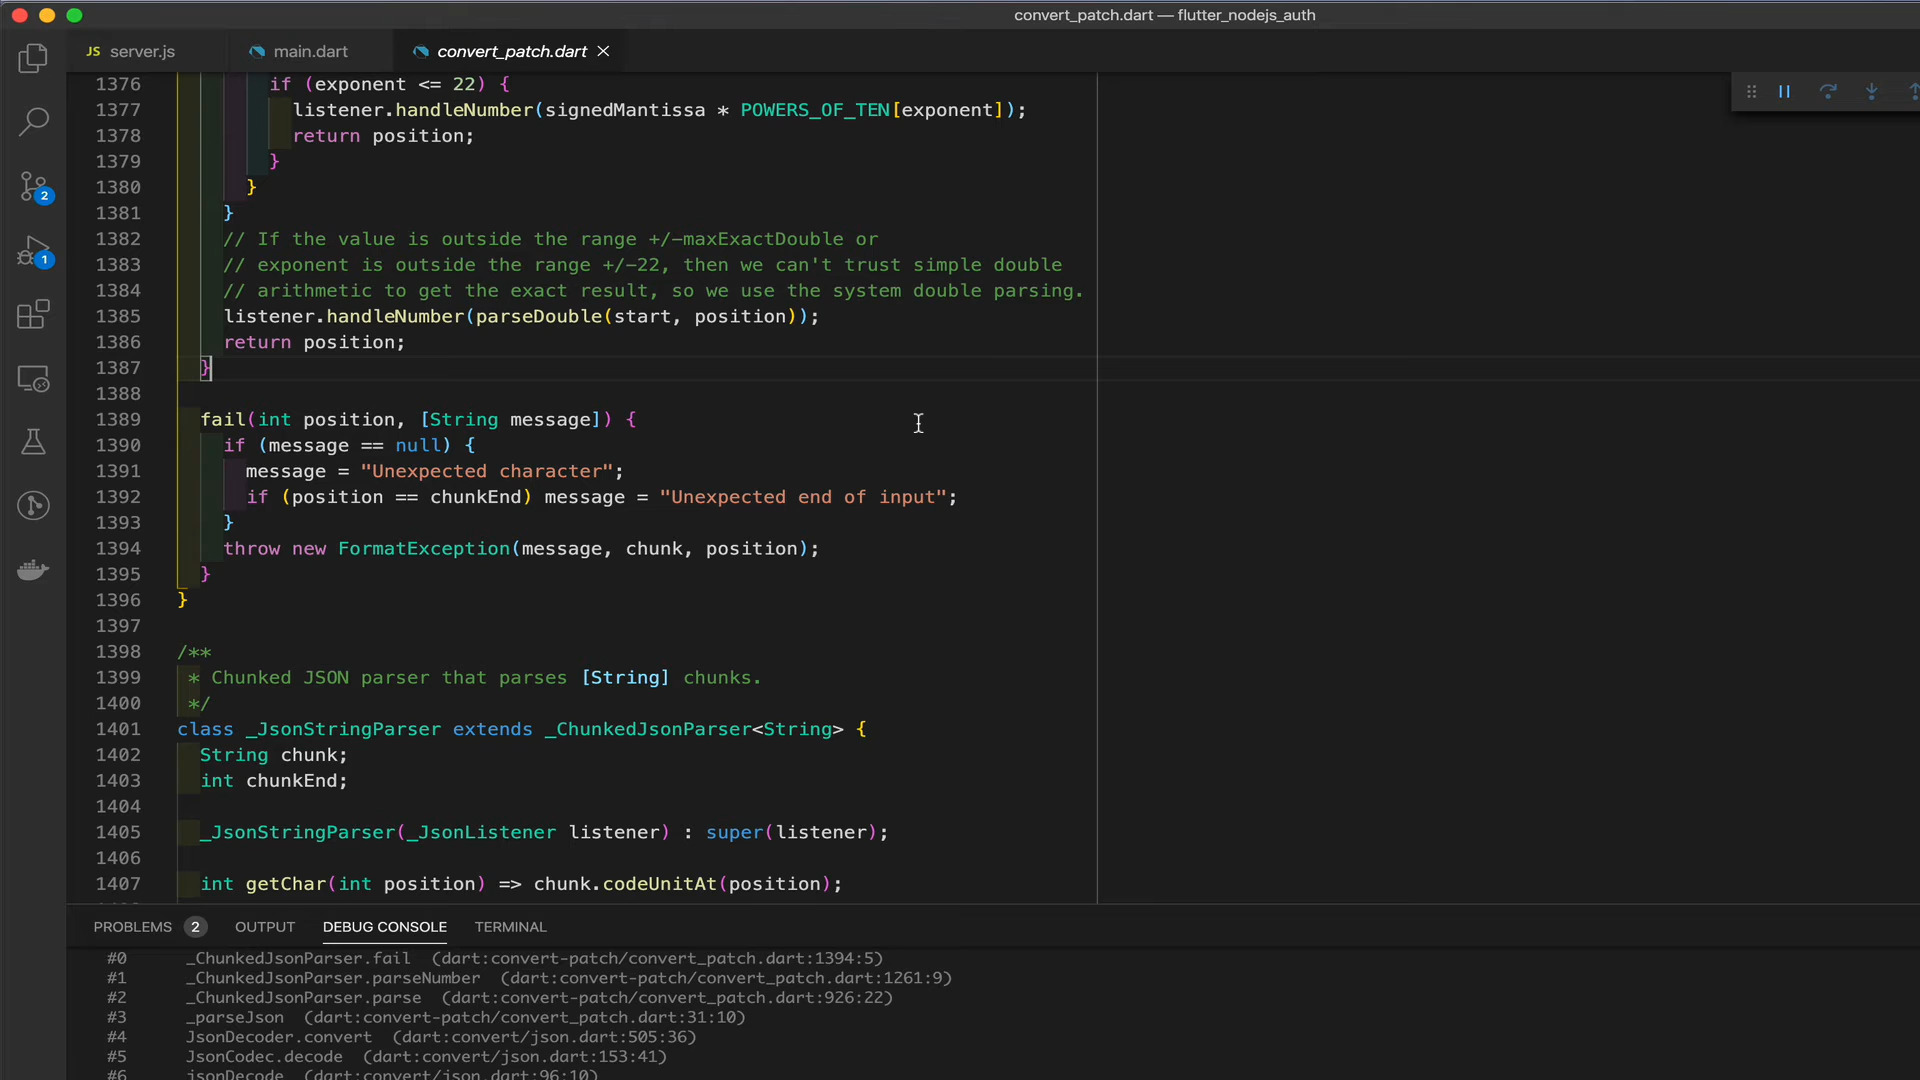 convert_patch.dart — flutter_nodejs_auth
JS server.js main.dart convert_patch.dart
1376 if (exponent <= 22) {
1377 listener.handleNumber(signedMantissa * POWERS_OF_TEN[exponent]);
1378 return position;
1379 }
1380 }
1381 }
1382 // If the value is outside the range +/-maxExactDouble or
1383 // exponent is outside the range +/-22, then we can't trust simple double
1384 // arithmetic to get the exact result, so we use the system double parsing.
1385 listener.handleNumber(parseDouble(start, position));
1386 return position;
1387 }
1388
1389 fail(int position, [String message]) {
1390 if (message == null) {
1391 message = "Unexpected character";
1392 if (position == chunkEnd) message = "Unexpected end of input";
1393 }
1394 throw new FormatException(message, chunk, position);
1395 }
1396 }
1397
1398 /**
1399 * Chunked JSON parser that parses [String] chunks.
1400 */
1401 class _JsonStringParser extends _ChunkedJsonParser<String> {
1402 String chunk;
1403 int chunkEnd;
1404
1405 _JsonStringParser(_JsonListener listener) : super(listener);
1406
1407 int getChar(int position) => chunk.codeUnitAt(position);
2
1
PROBLEMS 2 OUTPUT DEBUG CONSOLE TERMINAL
#0 _ChunkedJsonParser.fail (dart:convert-patch/convert_patch.dart:1394:5)
#1 _ChunkedJsonParser.parseNumber (dart:convert-patch/convert_patch.dart:1261:9)
#2 _ChunkedJsonParser.parse (dart:convert-patch/convert_patch.dart:926:22)
#3 _parseJson (dart:convert-patch/convert_patch.dart:31:10)
#4 JsonDecoder.convert (dart:convert/json.dart:505:36)
#5 JsonCodec.decode (dart:convert/json.dart:153:41)
#6 jsonDecode (dart:convert/json.dart:96:10)